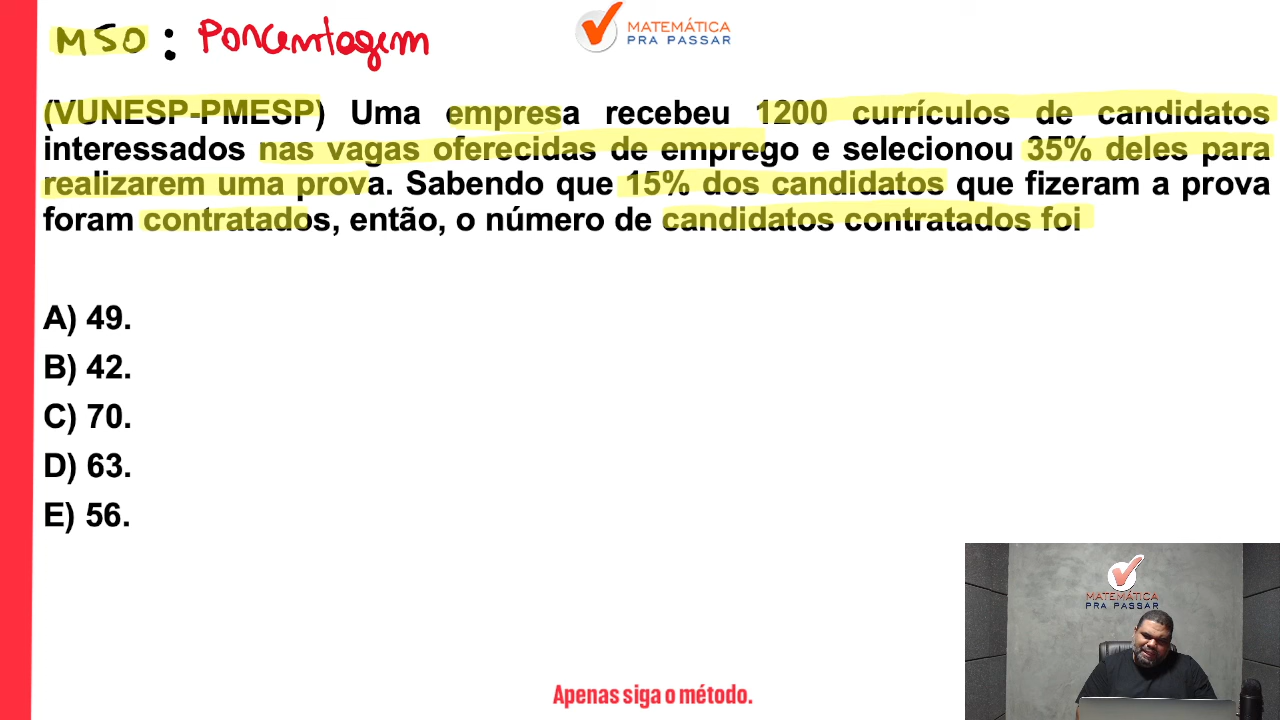 M50 : Porcentagem
MATEMÁTICA
PRA PASSAR
(VUNESP-PMESP) Uma empresa recebeu 1200 currículos de candidatos
interessados nas vagas oferecidas de emprego e selecionou 35% deles para
realizarem uma prova. Sabendo que 15% dos candidatos que fizeram a prova
foram contratados, então, o número de candidatos contratados foi
A) 49.
B) 42.
C) 70.
D) 63.
E) 56.
MATEMÁTICA
PRA PASSAR
Apenas siga o método.